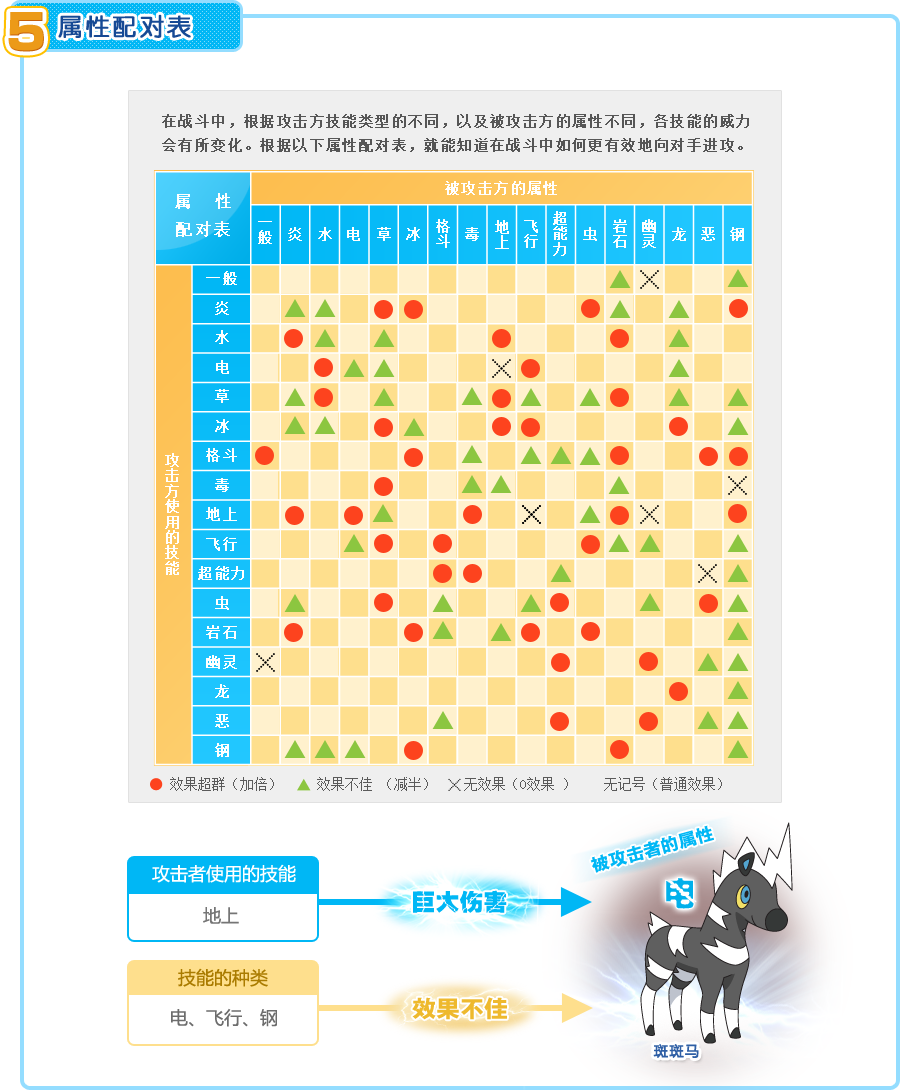 5 属性配对表
在战斗中，根据攻击方技能类型的不同，以及被攻击方的属性不同，各技能的威力
会有所变化。根据以下属性配对表，就能知道在战斗中如何更有效地向对手进攻。
属 性
配对表
被攻击方的属性
一般 炎 水 电 草 冰 格斗 毒 地上 飞行 超能力 虫 岩石 幽灵 龙 恶 钢
攻击方使用的技能
一般
炎
水
电
草
冰
格斗
毒
地上
飞行
超能力
虫
岩石
幽灵
龙
恶
钢
效果超群（加倍） 效果不佳 （减半） 无效果（0效果 ） 无记号（普通效果）
被攻击者的属性
电
攻击者使用的技能
地上
巨大伤害
技能的种类
电、飞行、钢
效果不佳
斑斑马